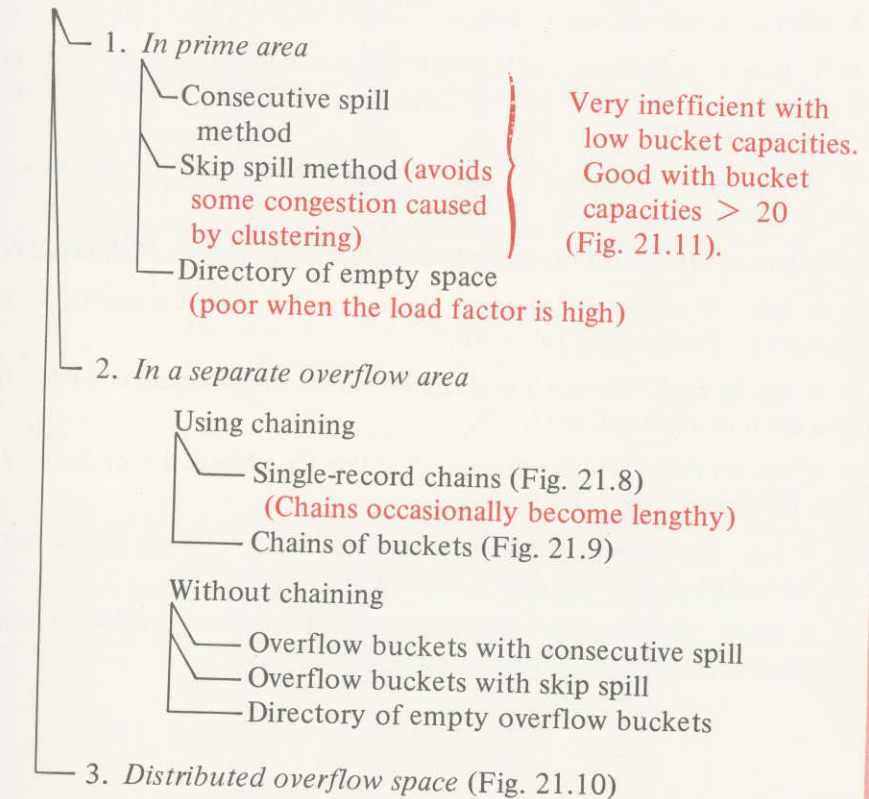 1. In prime area
Consecutive spill
method
Skip spill method (avoids
some congestion caused
by clustering)
Very inefficient with
low bucket capacities.
Good with bucket
capacities > 20
(Fig. 21.11).
Directory of empty space
(poor when the load factor is high)
2. In a separate overflow area
Using chaining
Single-record chains (Fig. 21.8)
(Chains occasionally become lengthy)
Chains of buckets (Fig. 21.9)
Without chaining
Overflow buckets with consecutive spill
Overflow buckets with skip spill
Directory of empty overflow buckets
3. Distributed overflow space (Fig. 21.10)